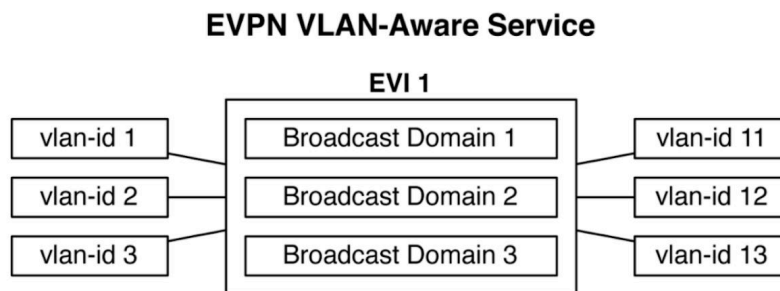 EVPN VLAN-Aware Service
EVI 1
vlan-id 1
Broadcast Domain 1
vlan-id 11
vlan-id 2
Broadcast Domain 2
vlan-id 12
vlan-id 3
Broadcast Domain 3
vlan-id 13